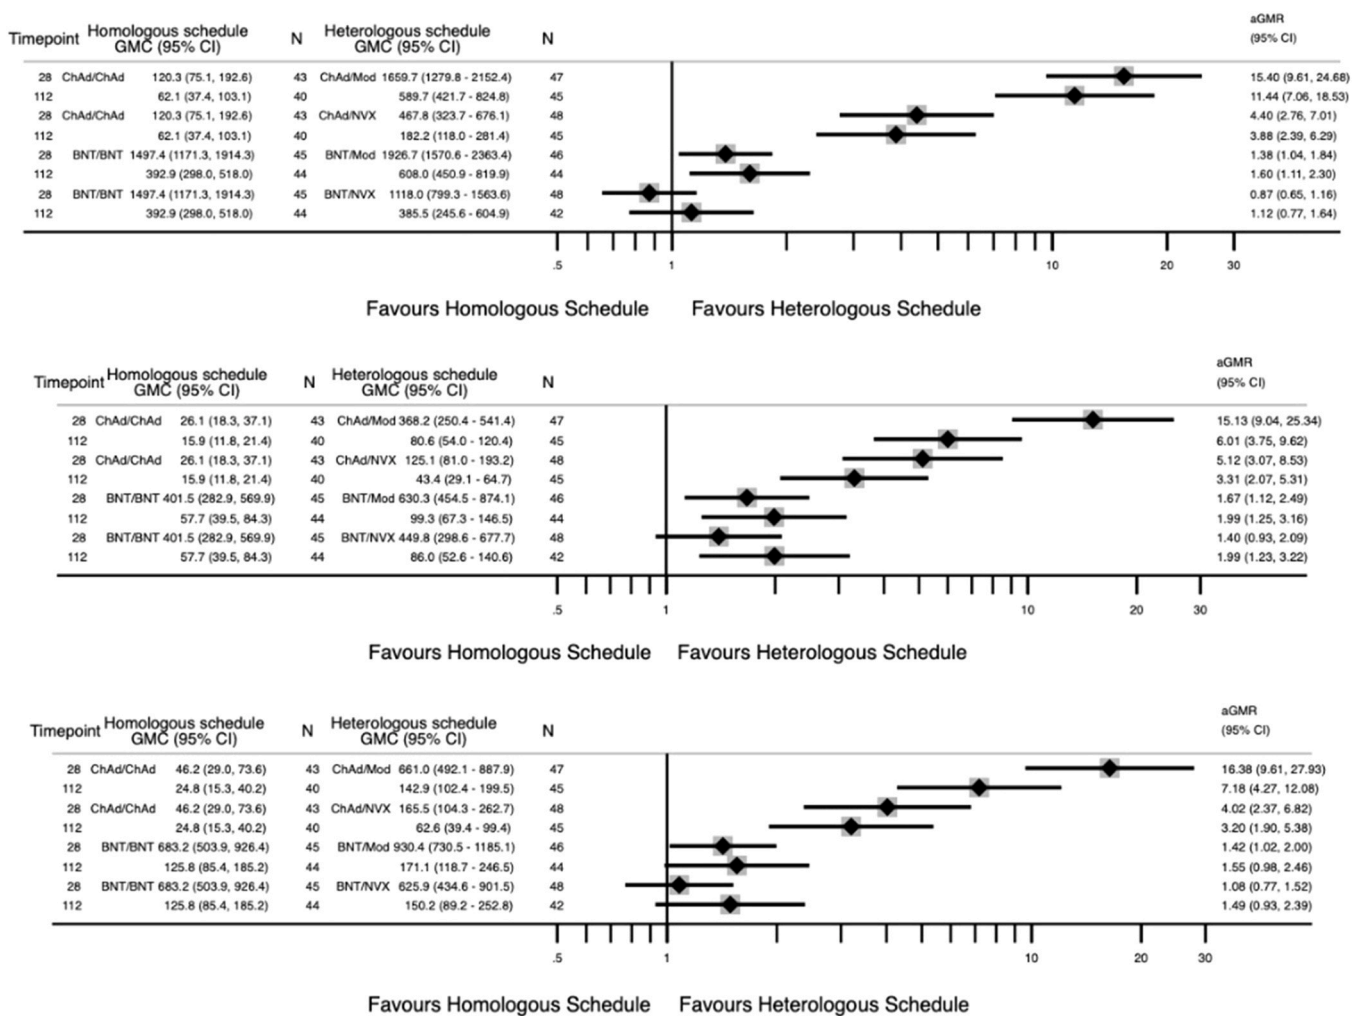 aGMR
Timepoint Homologous schedule N Heterologous schedule N (95% CI)
GMC (95% CI) GMC (95% CI)
28 ChAd/ChAd 120.3 (75.1, 192.6) 43 ChAd/Mod 1659.7 (1279.8 - 2152.4) 47 15.40 (9.61, 24.68)
112 62.1 (37.4, 103.1) 40 589.7 (421.7 - 824.8) 45 11.44 (7.06, 18.53)
28 ChAd/ChAd 120.3 (75.1, 192.6) 43 ChAd/NVX 467.8 (323.7 - 676.1) 48 4.40 (2.76, 7.01)
112 62.1 (37.4, 103.1) 40 182.2 (118.0 - 281.4) 45 3.88 (2.39, 6.29)
28 BNT/BNT 1497.4 (1171.3, 1914.3) 45 BNT/Mod 1926.7 (1570.6 - 2363.4) 46 1.38 (1.04, 1.84)
112 392.9 (298.0, 518.0) 44 608.0 (450.9 - 819.9) 44 1.60 (1.11, 2.30)
28 BNT/BNT 1497.4 (1171.3, 1914.3) 45 BNT/NVX 1118.0 (799.3 - 1563.6) 48 0.87 (0.65, 1.16)
112 392.9 (298.0, 518.0) 44 385.5 (245.6 - 604.9) 42 1.12 (0.77, 1.64)
.5 1 10 20 30
Favours Homologous Schedule Favours Heterologous Schedule
aGMR
Timepoint Homologous schedule N Heterologous schedule N (95% CI)
GMC (95% CI) GMC (95% CI)
28 ChAd/ChAd 26.1 (18.3, 37.1) 43 ChAd/Mod 368.2 (250.4 - 541.4) 47 15.13 (9.04, 25.34)
112 15.9 (11.8, 21.4) 40 80.6 (54.0 - 120.4) 45 6.01 (3.75, 9.62)
28 ChAd/ChAd 26.1 (18.3, 37.1) 43 ChAd/NVX 125.1 (81.0 - 193.2) 48 5.12 (3.07, 8.53)
112 15.9 (11.8, 21.4) 40 43.4 (29.1 - 64.7) 45 3.31 (2.07, 5.31)
28 BNT/BNT 401.5 (282.9, 569.9) 45 BNT/Mod 630.3 (454.5 - 874.1) 46 1.67 (1.12, 2.49)
112 57.7 (39.5, 84.3) 44 99.3 (67.3 - 146.5) 44 1.99 (1.25, 3.16)
28 BNT/BNT 401.5 (282.9, 569.9) 45 BNT/NVX 449.8 (298.6 - 677.7) 48 1.40 (0.93, 2.09)
112 57.7 (39.5, 84.3) 44 86.0 (52.6 - 140.6) 42 1.99 (1.23, 3.22)
.5 1 10 20 30
Favours Homologous Schedule Favours Heterologous Schedule
aGMR
Timepoint Homologous schedule N Heterologous schedule N (95% CI)
GMC (95% CI) GMC (95% CI)
28 ChAd/ChAd 46.2 (29.0, 73.6) 43 ChAd/Mod 661.0 (492.1 - 887.9) 47 16.38 (9.61, 27.93)
112 24.8 (15.3, 40.2) 40 142.9 (102.4 - 199.5) 45 7.18 (4.27, 12.08)
28 ChAd/ChAd 46.2 (29.0, 73.6) 43 ChAd/NVX 165.5 (104.3 - 262.7) 48 4.02 (2.37, 6.82)
112 24.8 (15.3, 40.2) 40 62.6 (39.4 - 99.4) 45 3.20 (1.90, 5.38)
28 BNT/BNT 683.2 (503.9, 926.4) 45 BNT/Mod 930.4 (730.5 - 1185.1) 46 1.42 (1.02, 2.00)
112 125.8 (85.4, 185.2) 44 171.1 (118.7 - 246.5) 44 1.55 (0.98, 2.46)
28 BNT/BNT 683.2 (503.9, 926.4) 45 BNT/NVX 625.9 (434.6 - 901.5) 48 1.08 (0.77, 1.52)
112 125.8 (85.4, 185.2) 44 150.2 (89.2 - 252.8) 42 1.49 (0.93, 2.39)
.5 1 10 20 30
Favours Homologous Schedule Favours Heterologous Schedule